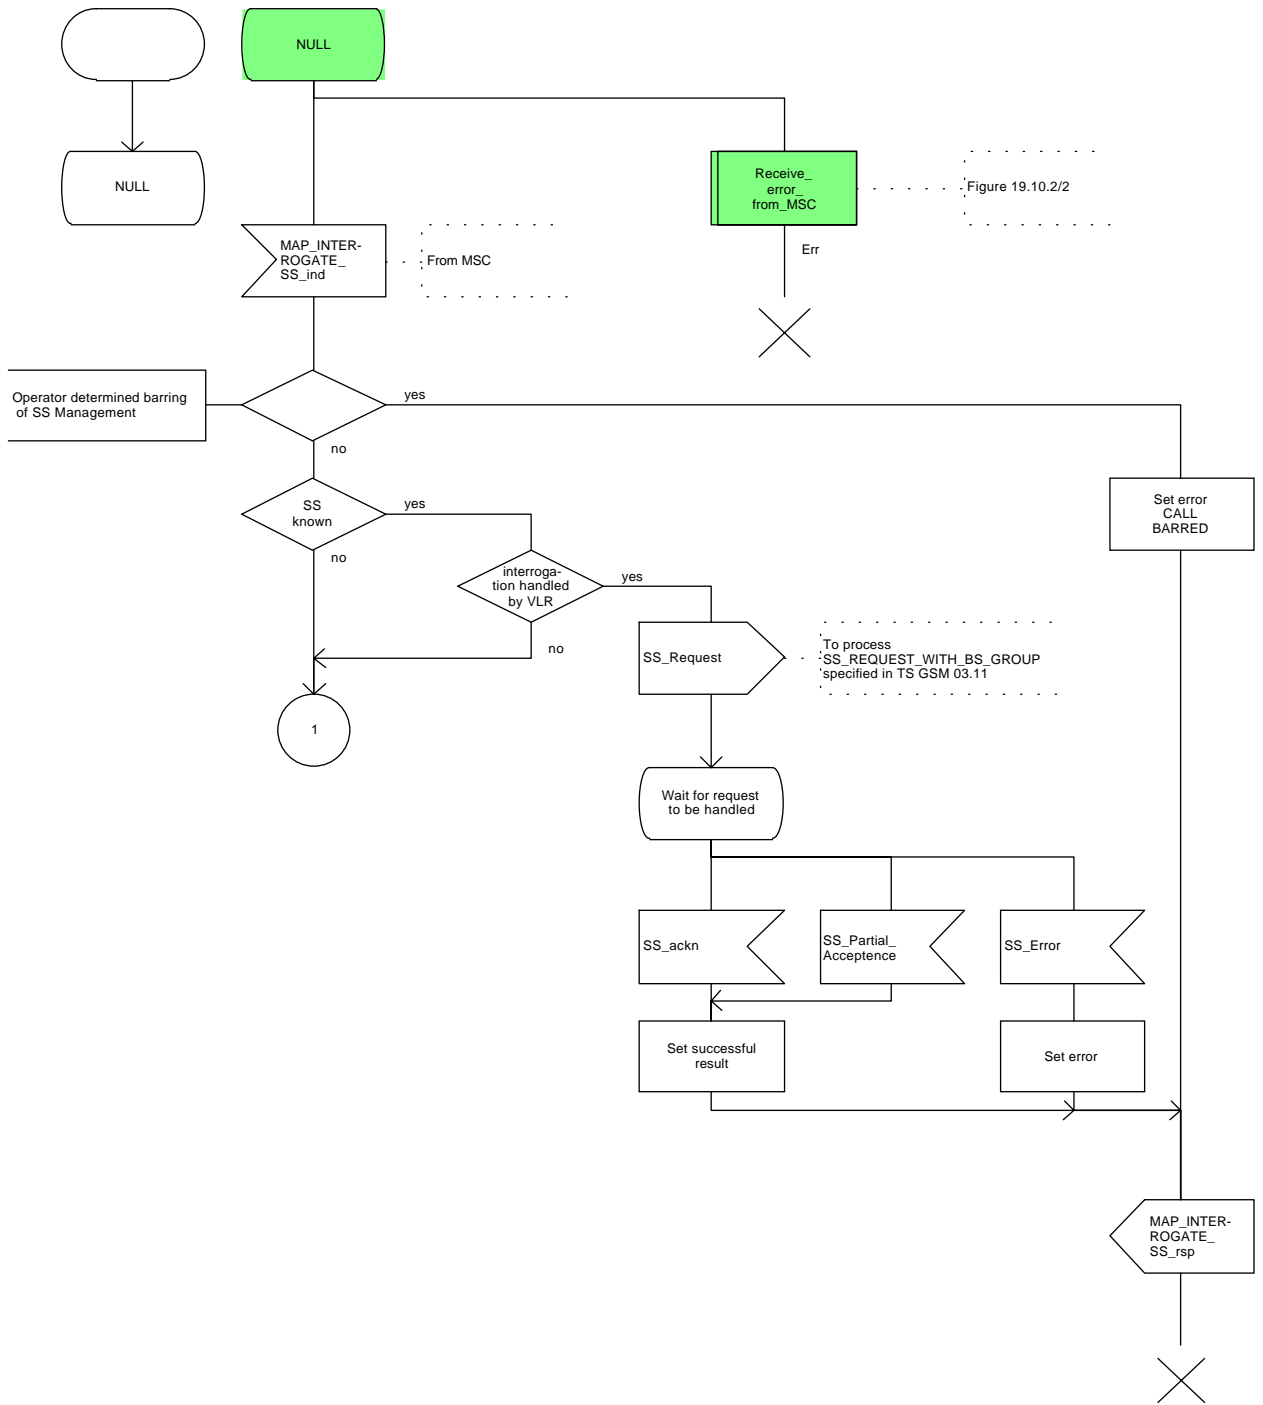 NULL
NULL
Receive_
error_
from_MSC
Figure 19.10.2/2
MAP_INTER-
ROGATE_
SS_ind
From MSC
Err
Operator determined barring
of SS Management
yes
no
SS
known
yes
no
Set error
CALL
BARRED
interroga-
tion handled
by VLR
yes
no
SS_Request
To process
SS_REQUEST_WITH_BS_GROUP
specified in TS GSM 03.11
1
Wait for request
to be handled
SS_ackn
SS_Partial_
Acceptence
SS_Error
Set successful
result
Set error
MAP_INTER-
ROGATE_
SS_rsp